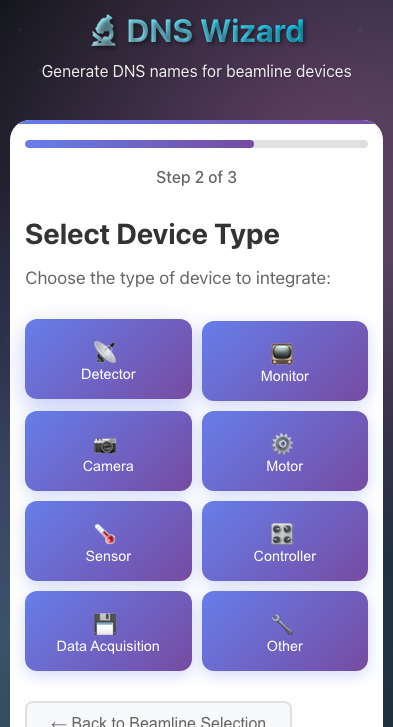 DNS Wizard
Generate DNS names for beamline devices
Step 2 of 3
Select Device Type
Choose the type of device to integrate:
Detector
Monitor
Camera
Motor
Sensor
Controller
Data Acquisition
Other
← Back to Beamline Selection